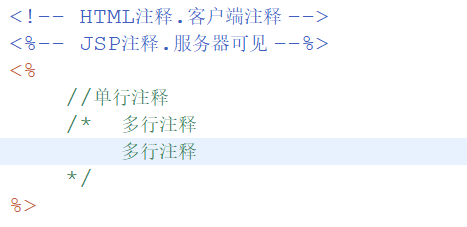 <!-- HTML注释.客户端注释-->
<%-- JSP注释.服务器可见--%>
<%
//单行注释
/* 多行注释
多行注释
*/
%>